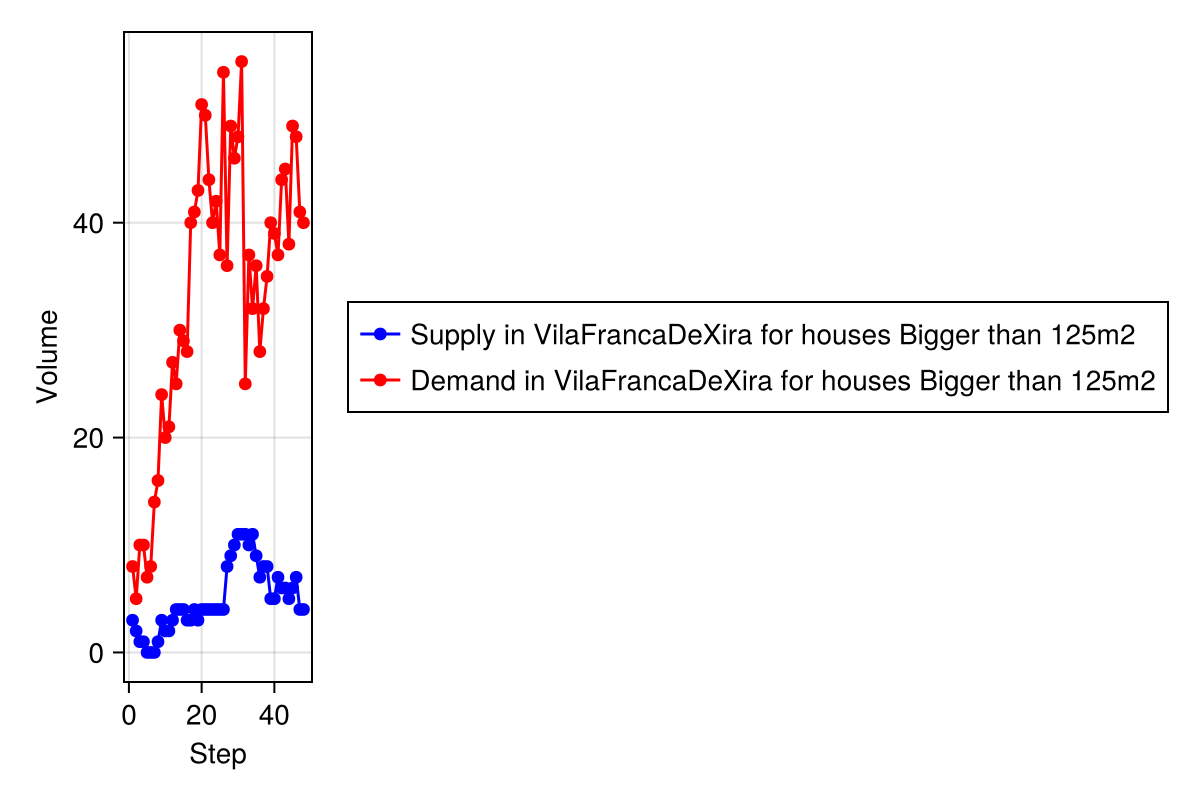 Volume
40
20
0
0 20 40
Step
Supply in VilaFrancaDeXira for houses Bigger than 125m2
Demand in VilaFrancaDeXira for houses Bigger than 125m2